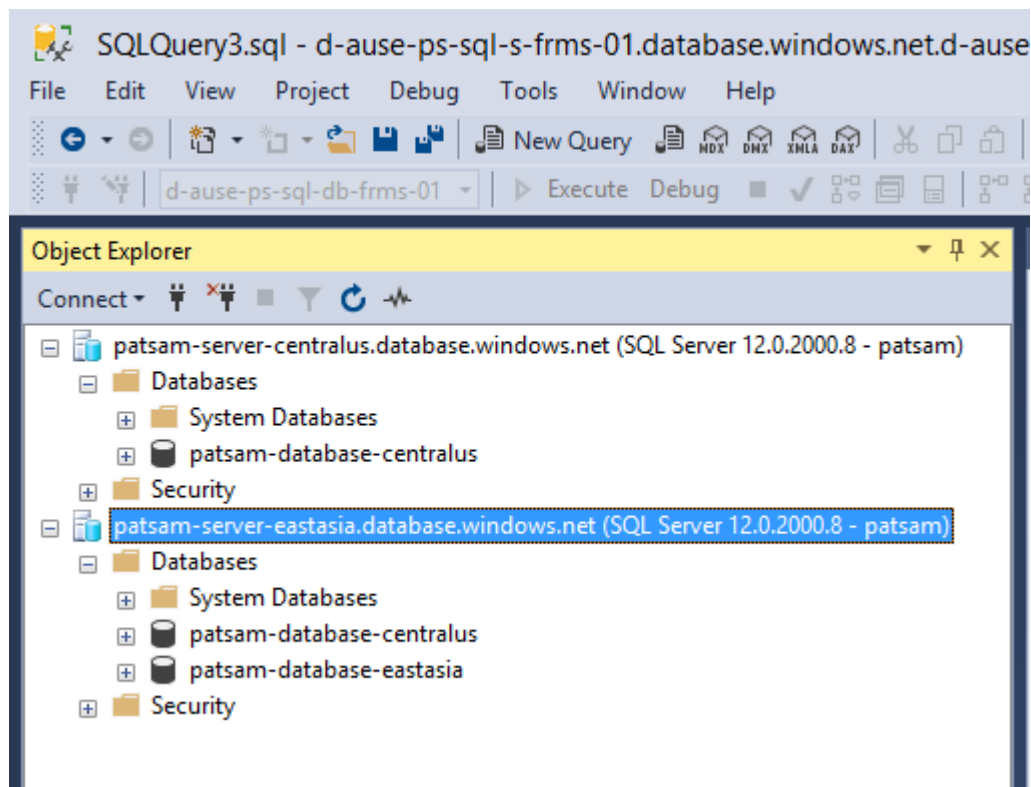 SQLQuery3.sql - d-ause-ps-sql-s-frms-01.database.windows.net.d-ause
File Edit View Project Debug Tools Window Help
New Query MDX DMX XMLA DAX
d-ause-ps-sql-db-frms-01 Execute Debug
Object Explorer
Connect
patsam-server-centralus.database.windows.net (SQL Server 12.0.2000.8 - patsam)
Databases
System Databases
patsam-database-centralus
Security
patsam-server-eastasia.database.windows.net (SQL Server 12.0.2000.8 - patsam)
Databases
System Databases
patsam-database-centralus
patsam-database-eastasia
Security